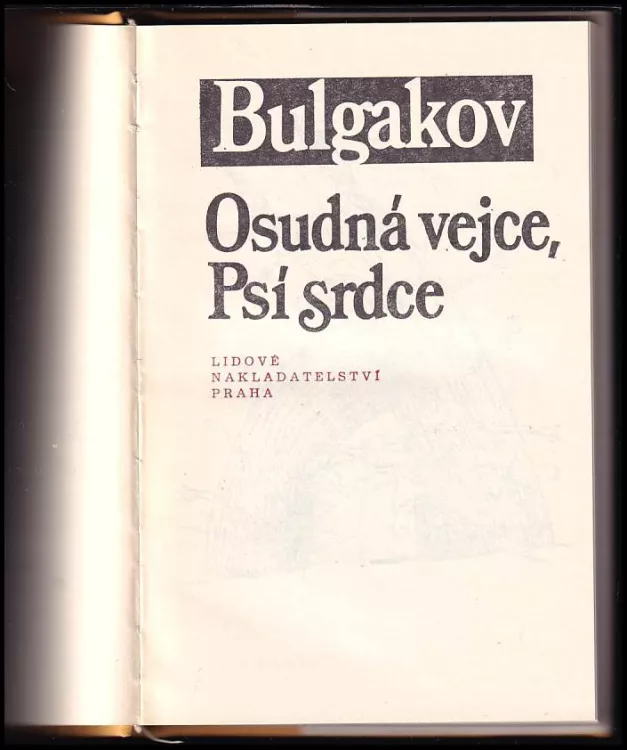 Bulgakov
Osudná vejce,
Psí srdce
LIDOVÉ
NAKLADATELSTVÍ
PRAHA